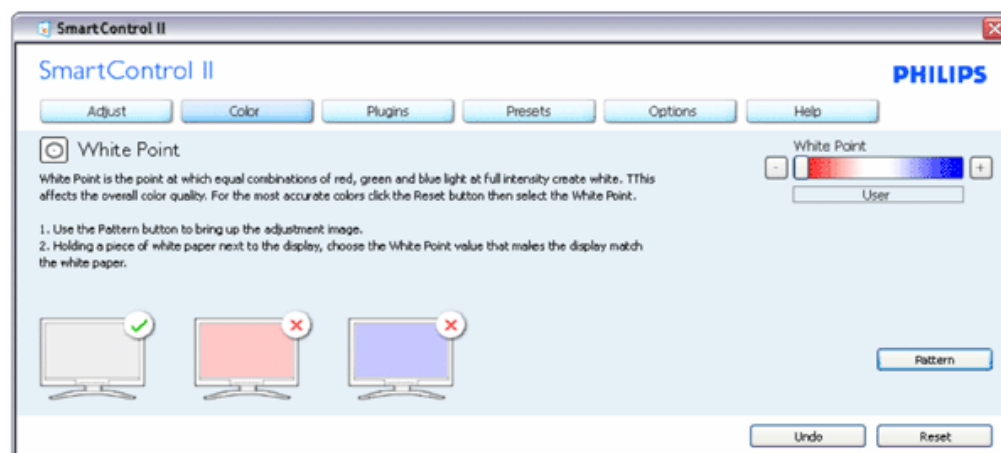 SmartControl II
SmartControl II
PHILIPS
Adjust Color Plugins Presets Options Help
White Point
White Point is the point at which equal combinations of red, green and blue light at full intensity create white. TThis
affects the overall color quality. For the most accurate colors click the Reset button then select the White Point.
1. Use the Pattern button to bring up the adjustment image.
2. Holding a piece of white paper next to the display, choose the White Point value that makes the display match
the white paper.
White Point
- +
User
Pattern
Undo Reset